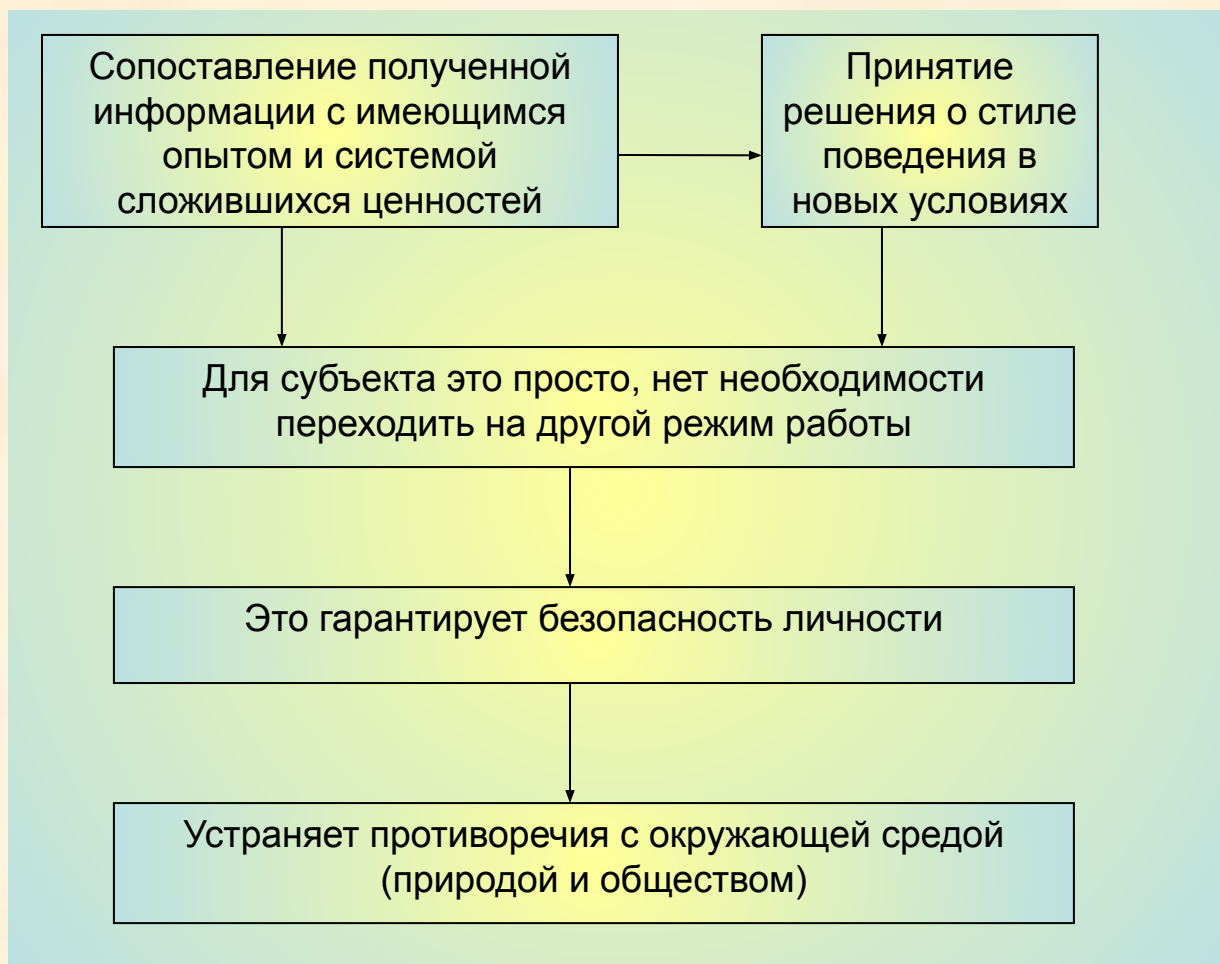 Сопоставление полученной
информации с имеющимся
опытом и системой
сложившихся ценностей
Принятие
решения о стиле
поведения в
новых условиях
Для субъекта это просто, нет необходимости
переходить на другой режим работы
Это гарантирует безопасность личности
Устраняет противоречия с окружающей средой
(природой и обществом)